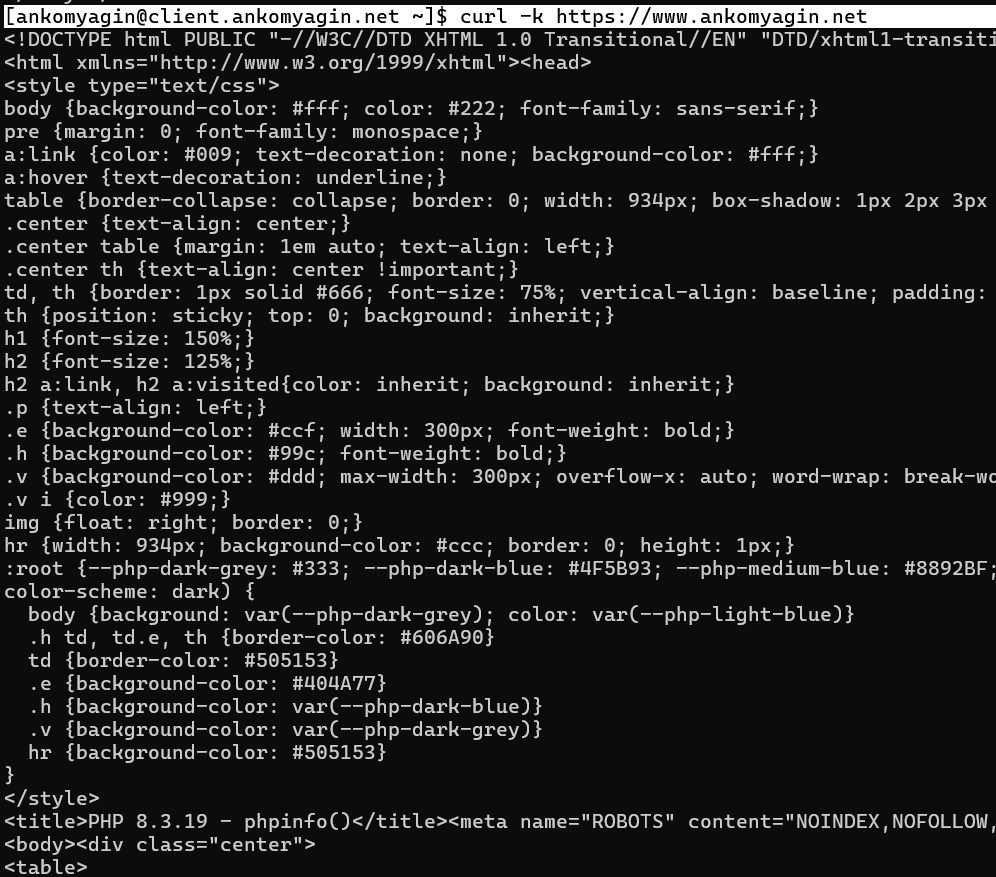 [ankomyagin@client.ankomyagin.net ~]$ curl -k https://www.ankomyagin.net
<!DOCTYPE html PUBLIC "-//W3C//DTD XHTML 1.0 Transitional//EN" "DTD/xhtml1-transiti
<html xmlns="http://www.w3.org/1999/xhtml"><head>
<style type="text/css">
body {background-color: #fff; color: #222; font-family: sans-serif;}
pre {margin: 0; font-family: monospace;}
a:link {color: #009; text-decoration: none; background-color: #fff;}
a:hover {text-decoration: underline;}
table {border-collapse: collapse; border: 0; width: 934px; box-shadow: 1px 2px 3px
.center {text-align: center;}
.center table {margin: 1em auto; text-align: left;}
.center th {text-align: center !important;}
td, th {border: 1px solid #666; font-size: 75%; vertical-align: baseline; padding:
th {position: sticky; top: 0; background: inherit;}
h1 {font-size: 150%;}
h2 {font-size: 125%;}
h2 a:link, h2 a:visited{color: inherit; background: inherit;}
.p {text-align: left;}
.e {background-color: #ccf; width: 300px; font-weight: bold;}
.h {background-color: #99c; font-weight: bold;}
.v {background-color: #ddd; max-width: 300px; overflow-x: auto; word-wrap: break-wo
.v i {color: #999;}
img {float: right; border: 0;}
hr {width: 934px; background-color: #ccc; border: 0; height: 1px;}
:root {--php-dark-grey: #333; --php-dark-blue: #4F5B93; --php-medium-blue: #8892BF;
color-scheme: dark) {
  body {background: var(--php-dark-grey); color: var(--php-light-blue)}
  .h td, td.e, th {border-color: #606A90}
  td {border-color: #505153}
  .e {background-color: #404A77}
  .h {background-color: var(--php-dark-blue)}
  .v {background-color: var(--php-dark-grey)}
  hr {background-color: #505153}
}
</style>
<title>PHP 8.3.19 - phpinfo()</title><meta name="ROBOTS" content="NOINDEX,NOFOLLOW,
<body><div class="center">
<table>